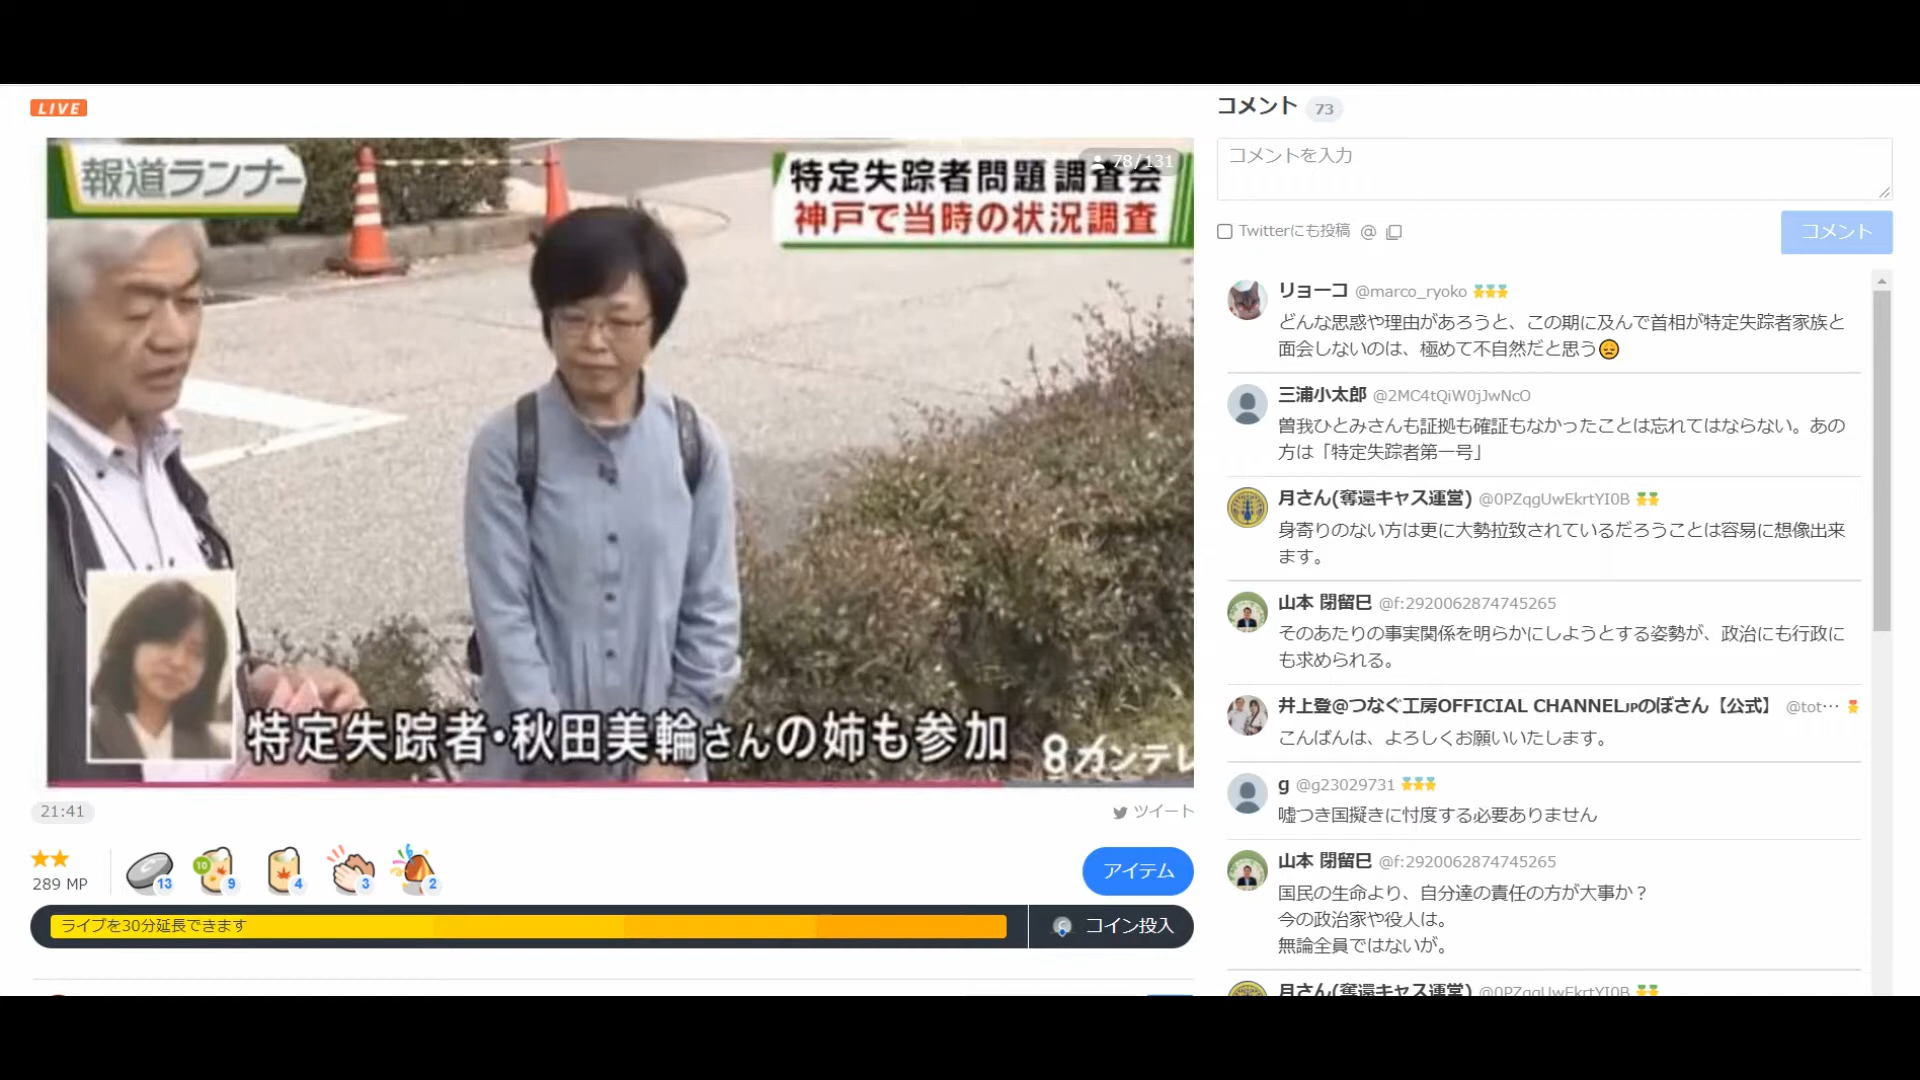 LIVE
報道ランナー
78/131
特定失踪者問題調査会
神戸で当時の状況調査
特定失踪者・秋田美輪さんの姉も参加
8カンテレ
21:41
ツイート
289 MP
13
10
9
4
3
6
2
アイテム
ライブを30分延長できます
コイン投入
コメント 73
コメントを入力
Twitterにも投稿 @
コメント
リョーコ @marco_ryoko
どんな思惑や理由があろうと、この期に及んで首相が特定失踪者家族と
面会しないのは、極めて不自然だと思う😞
三浦小太郎 @2MC4tQiW0jJwNcO
曽我ひとみさんも証拠も確証もなかったことは忘れてはならない。あの
方は「特定失踪者第一号」
月さん(奪還キャス運営) @0PZqgUwEkrtYI0B
身寄りのない方は更に大勢拉致されているだろうことは容易に想像出来
ます。
山本 閉留巳 @f:2920062874745265
そのあたりの事実関係を明らかにしようとする姿勢が、政治にも行政に
も求められる。
井上登@つなぐ工房OFFICIAL CHANNELJPのぼさん【公式】 @tot…
こんばんは、よろしくお願いいたします。
g @g23029731
嘘つき国擬きに忖度する必要ありません
山本 閉留巳 @f:2920062874745265
国民の生命より、自分達の責任の方が大事か？
今の政治家や役人は。
無論全員ではないが。
月さん(奪還キャス運営) @0PZqgUwEkrtYI0B